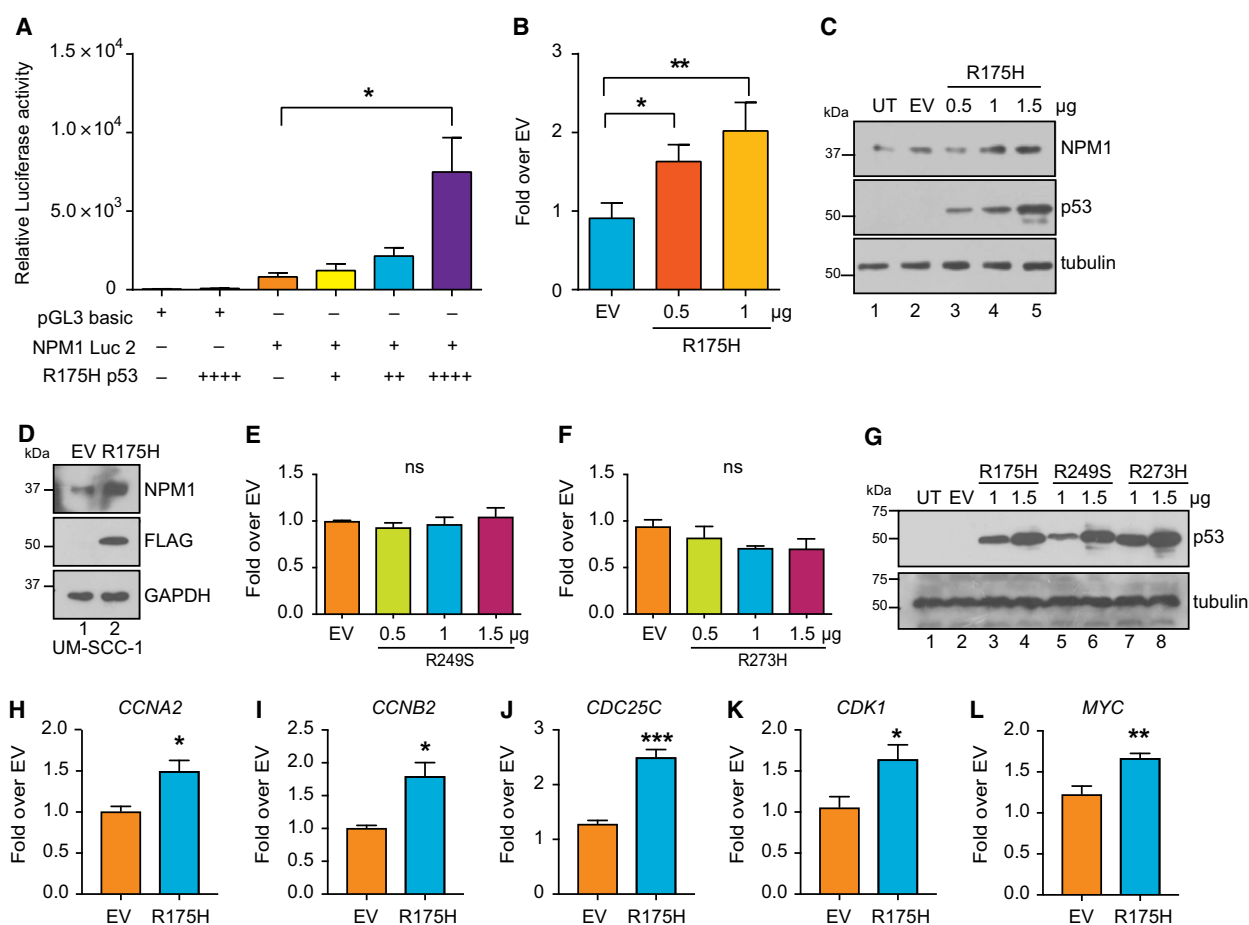 A
Relative Luciferase activity
1.5 × 10⁴
1.0 × 10⁴
5.0 × 10³
0
*
pGL3 basic + + – – – –
NPM1 Luc 2 – – + + + +
R175H p53 – ++++ – + ++ ++++
B
Fold over EV
3
2
1
0
**
*
EV 0.5 1 µg
R175H
C
R175H
kDa UT EV 0.5 1 1.5 µg
37 NPM1
50 p53
50 tubulin
1 2 3 4 5
D
kDa EV R175H
37 NPM1
50 FLAG
37 GAPDH
1 2
UM-SCC-1
E
Fold over EV
1.5
1.0
0.5
0.0
ns
EV 0.5 1 1.5 µg
R249S
F
Fold over EV
1.5
1.0
0.5
0.0
ns
EV 0.5 1 1.5 µg
R273H
G
R175H R249S R273H
kDa UT EV 1 1.5 1 1.5 1 1.5 µg
75
50 p53
75
50 tubulin
1 2 3 4 5 6 7 8
H
CCNA2
Fold over EV
2.0
1.5
1.0
0.5
0.0
*
EV R175H
I
CCNB2
Fold over EV
2.5
2.0
1.5
1.0
0.5
0.0
*
EV R175H
J
CDC25C
Fold over EV
3
2
1
0
***
EV R175H
K
CDK1
Fold over EV
2.0
1.5
1.0
0.5
0.0
*
EV R175H
L
MYC
Fold over EV
2.0
1.5
1.0
0.5
0.0
**
EV R175H